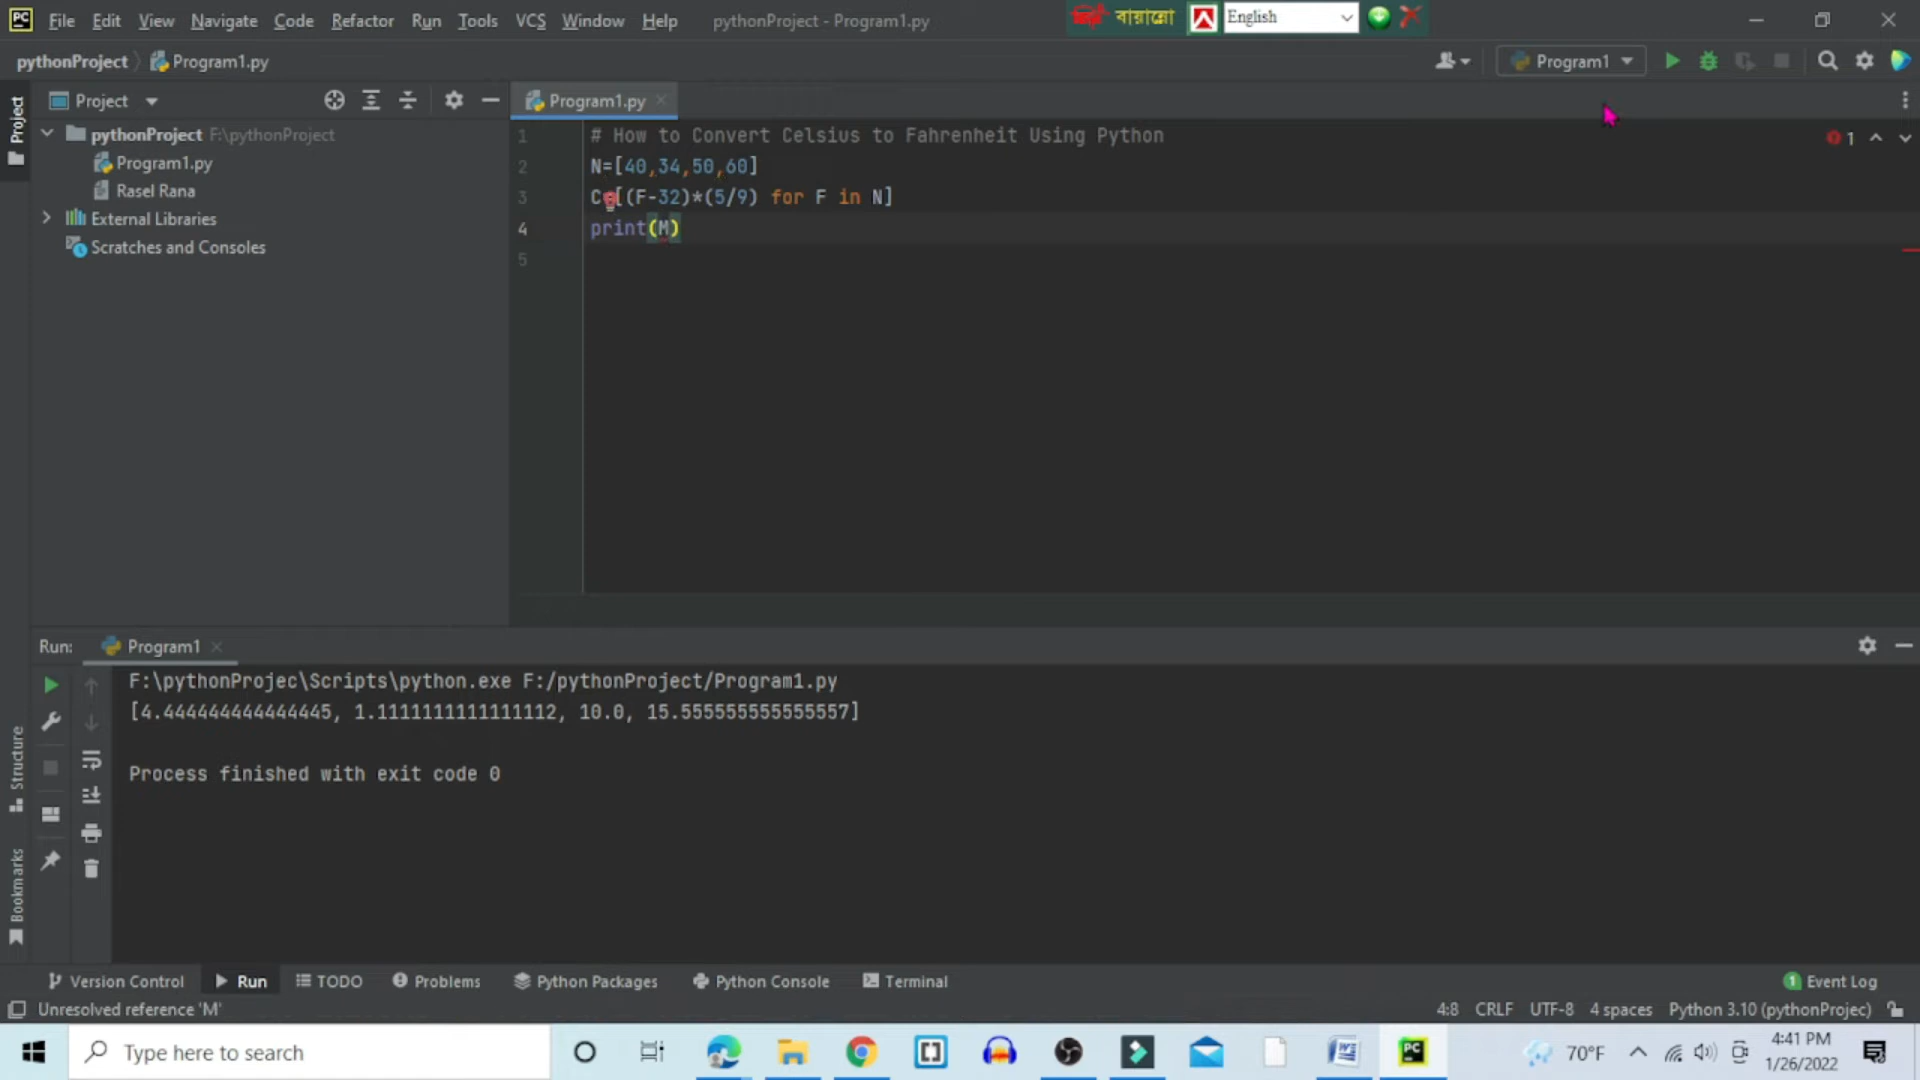 PC File Edit View Navigate Code Refactor Run Tools VCS Window Help pythonProject - Program1.py বায়ান্নো English
pythonProject Program1.py Program1
Project Program1.py
Project
pythonProject F:\pythonProject
Program1.py
Rasel Rana
External Libraries
Scratches and Consoles
1 # How to Convert Celsius to Fahrenheit Using Python 1
2 N=[40,34,50,60]
3 C [(F-32)*(5/9) for F in N]
4 print(M)
5
Run: Program1
F:\pythonProjec\Scripts\python.exe F:/pythonProject/Program1.py
[4.444444444444445, 1.1111111111111112, 10.0, 15.555555555555557]
Process finished with exit code 0
Structure
Bookmarks
Version Control Run TODO Problems Python Packages Python Console Terminal 1 Event Log
Unresolved reference 'M' 4:8 CRLF UTF-8 4 spaces Python 3.10 (pythonProjec)
Type here to search PC 70°F 4:41 PM
1/26/2022